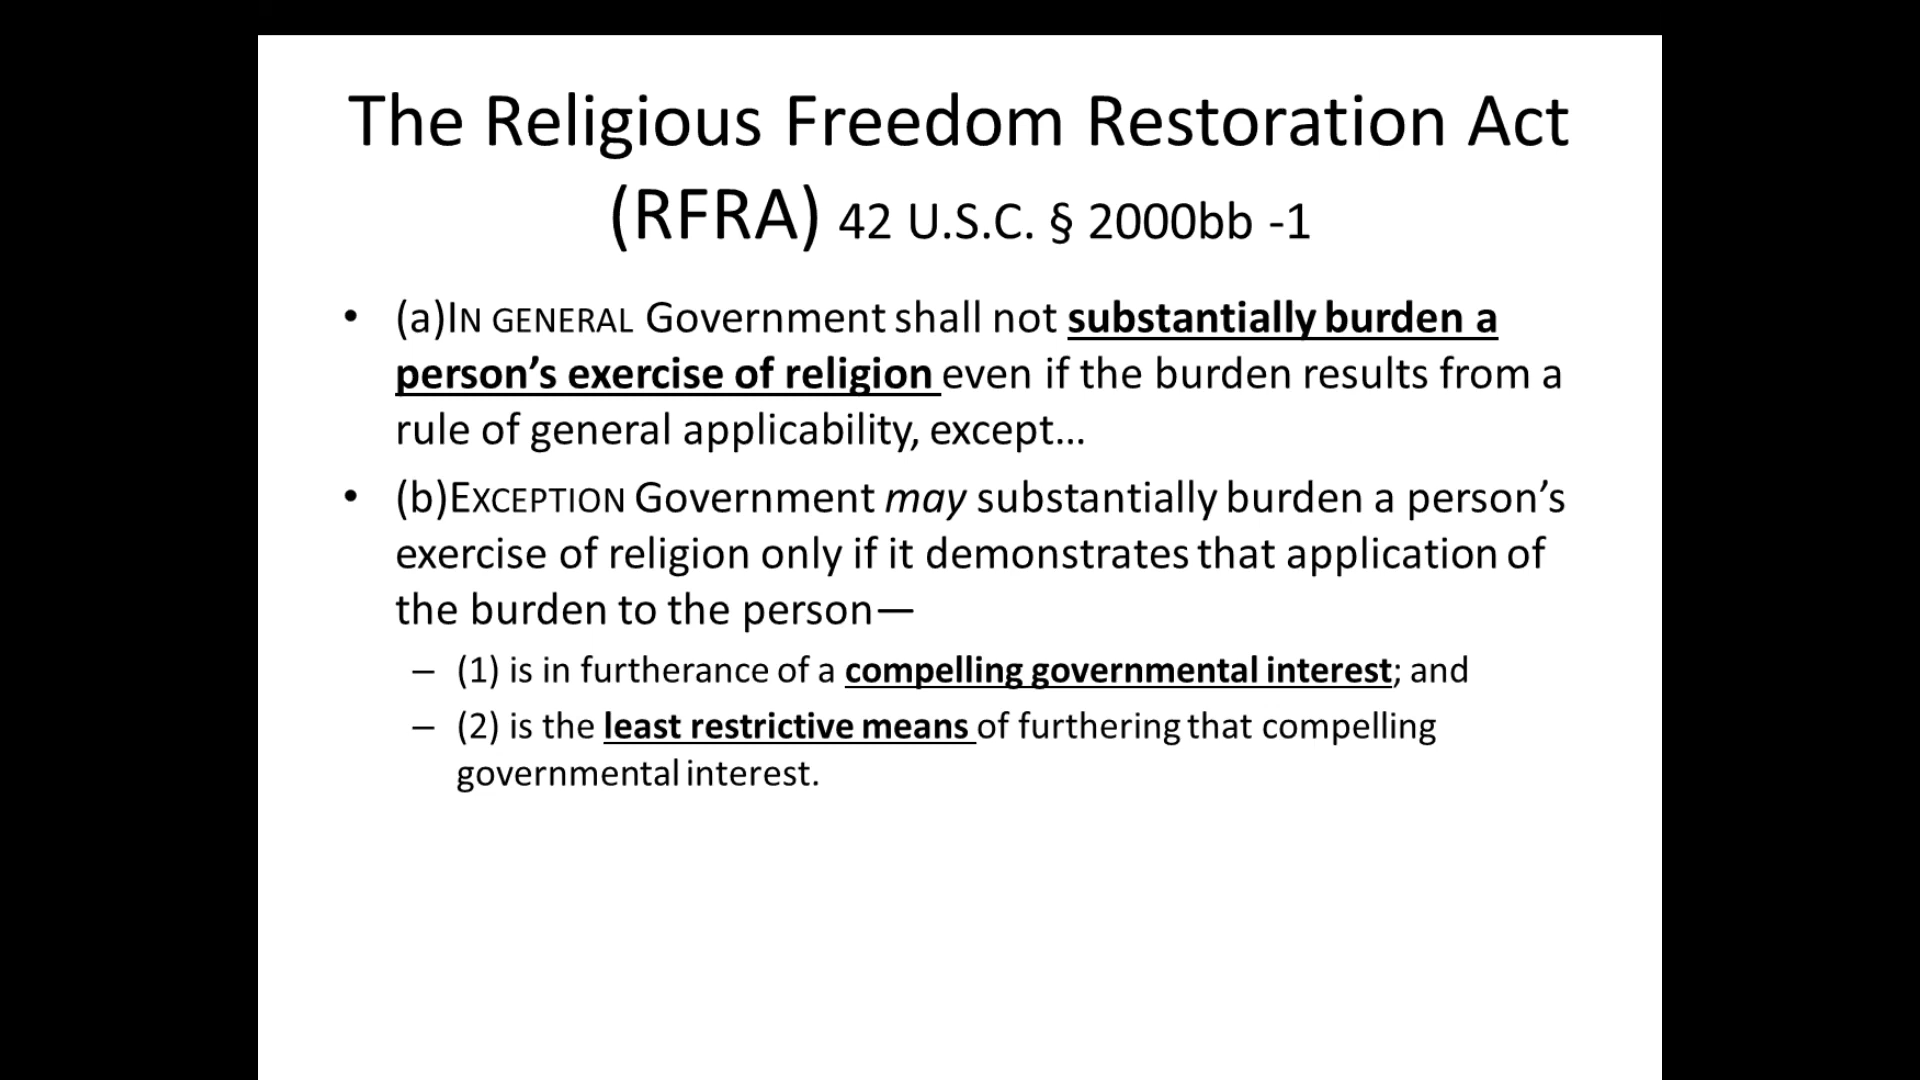 The Religious Freedom Restoration Act
(RFRA) 42 U.S.C. § 2000bb -1
• (a)IN GENERAL Government shall not substantially burden a
person’s exercise of religion even if the burden results from a
rule of general applicability, except…
• (b)EXCEPTION Government may substantially burden a person’s
exercise of religion only if it demonstrates that application of
the burden to the person—
– (1) is in furtherance of a compelling governmental interest; and
– (2) is the least restrictive means of furthering that compelling
governmental interest.